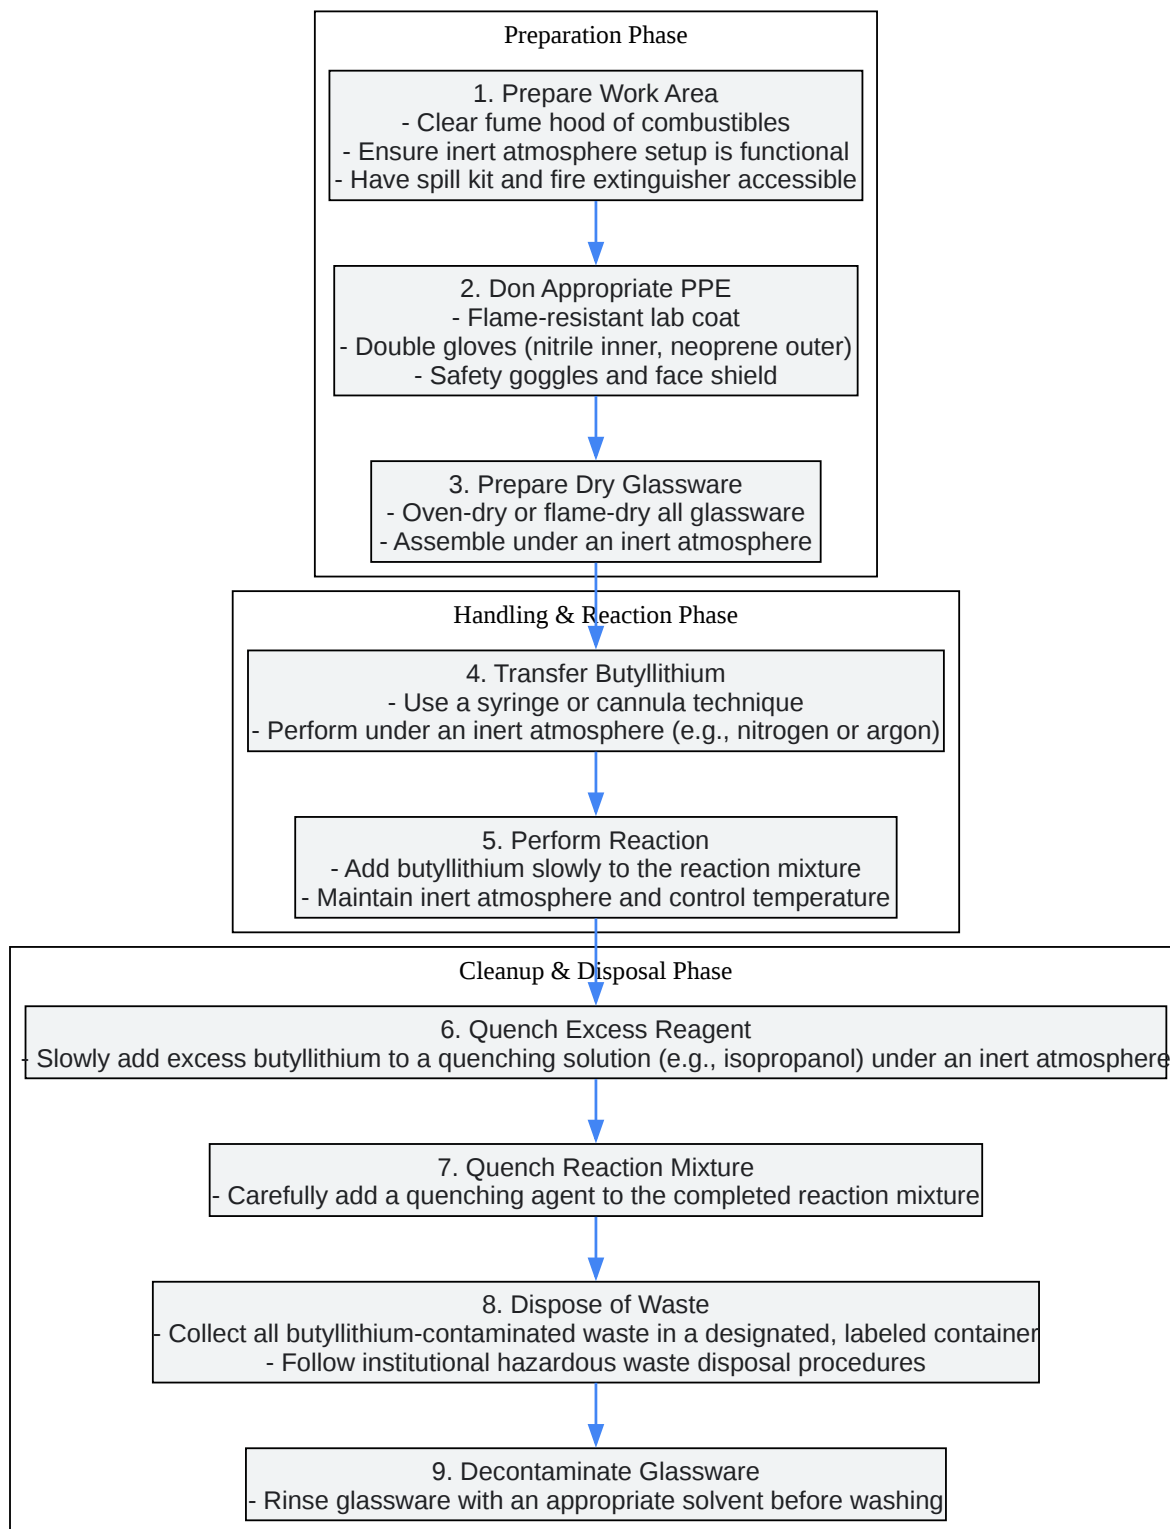 Preparation Phase
1. Prepare Work Area
- Clear fume hood of combustibles
- Ensure inert atmosphere setup is functional
- Have spill kit and fire extinguisher accessible
2. Don Appropriate PPE
- Flame-resistant lab coat
- Double gloves (nitrile inner, neoprene outer)
- Safety goggles and face shield
3. Prepare Dry Glassware
- Oven-dry or flame-dry all glassware
- Assemble under an inert atmosphere
Handling & Reaction Phase
4. Transfer Butyllithium
- Use a syringe or cannula technique
- Perform under an inert atmosphere (e.g., nitrogen or argon)
5. Perform Reaction
- Add butyllithium slowly to the reaction mixture
- Maintain inert atmosphere and control temperature
Cleanup & Disposal Phase
6. Quench Excess Reagent
- Slowly add excess butyllithium to a quenching solution (e.g., isopropanol) under an inert atmosphere
7. Quench Reaction Mixture
- Carefully add a quenching agent to the completed reaction mixture
8. Dispose of Waste
- Collect all butyllithium-contaminated waste in a designated, labeled container
- Follow institutional hazardous waste disposal procedures
9. Decontaminate Glassware
- Rinse glassware with an appropriate solvent before washing